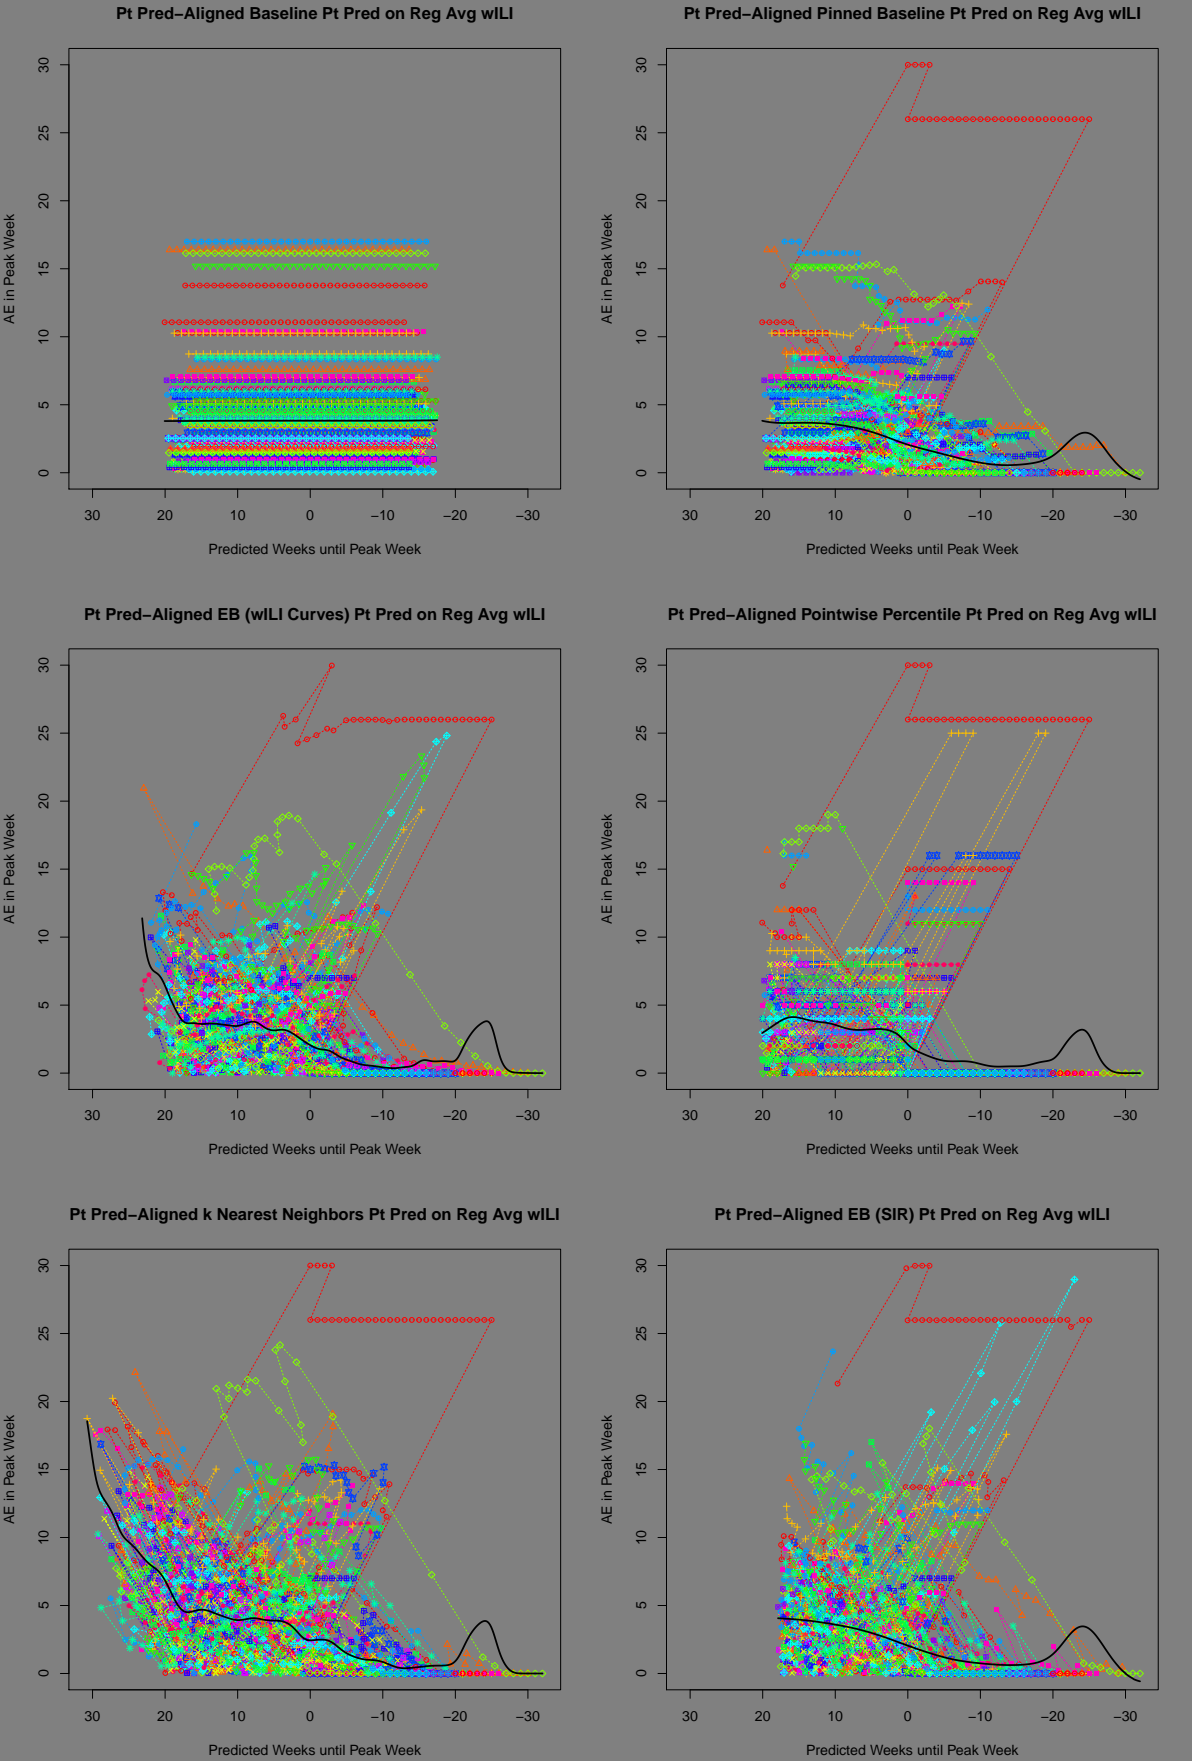 Pt Pred−Aligned Baseline Pt Pred on Reg Avg wILI
AE in Peak Week
30
25
20
15
10
5
0
30 20 10 0 −10 −20 −30
Predicted Weeks until Peak Week
Pt Pred−Aligned Pinned Baseline Pt Pred on Reg Avg wILI
AE in Peak Week
30
25
20
15
10
5
0
30 20 10 0 −10 −20 −30
Predicted Weeks until Peak Week
Pt Pred−Aligned EB (wILI Curves) Pt Pred on Reg Avg wILI
AE in Peak Week
30
25
20
15
10
5
0
30 20 10 0 −10 −20 −30
Predicted Weeks until Peak Week
Pt Pred−Aligned Pointwise Percentile Pt Pred on Reg Avg wILI
AE in Peak Week
30
25
20
15
10
5
0
30 20 10 0 −10 −20 −30
Predicted Weeks until Peak Week
Pt Pred−Aligned k Nearest Neighbors Pt Pred on Reg Avg wILI
AE in Peak Week
30
25
20
15
10
5
0
30 20 10 0 −10 −20 −30
Predicted Weeks until Peak Week
Pt Pred−Aligned EB (SIR) Pt Pred on Reg Avg wILI
AE in Peak Week
30
25
20
15
10
5
0
30 20 10 0 −10 −20 −30
Predicted Weeks until Peak Week